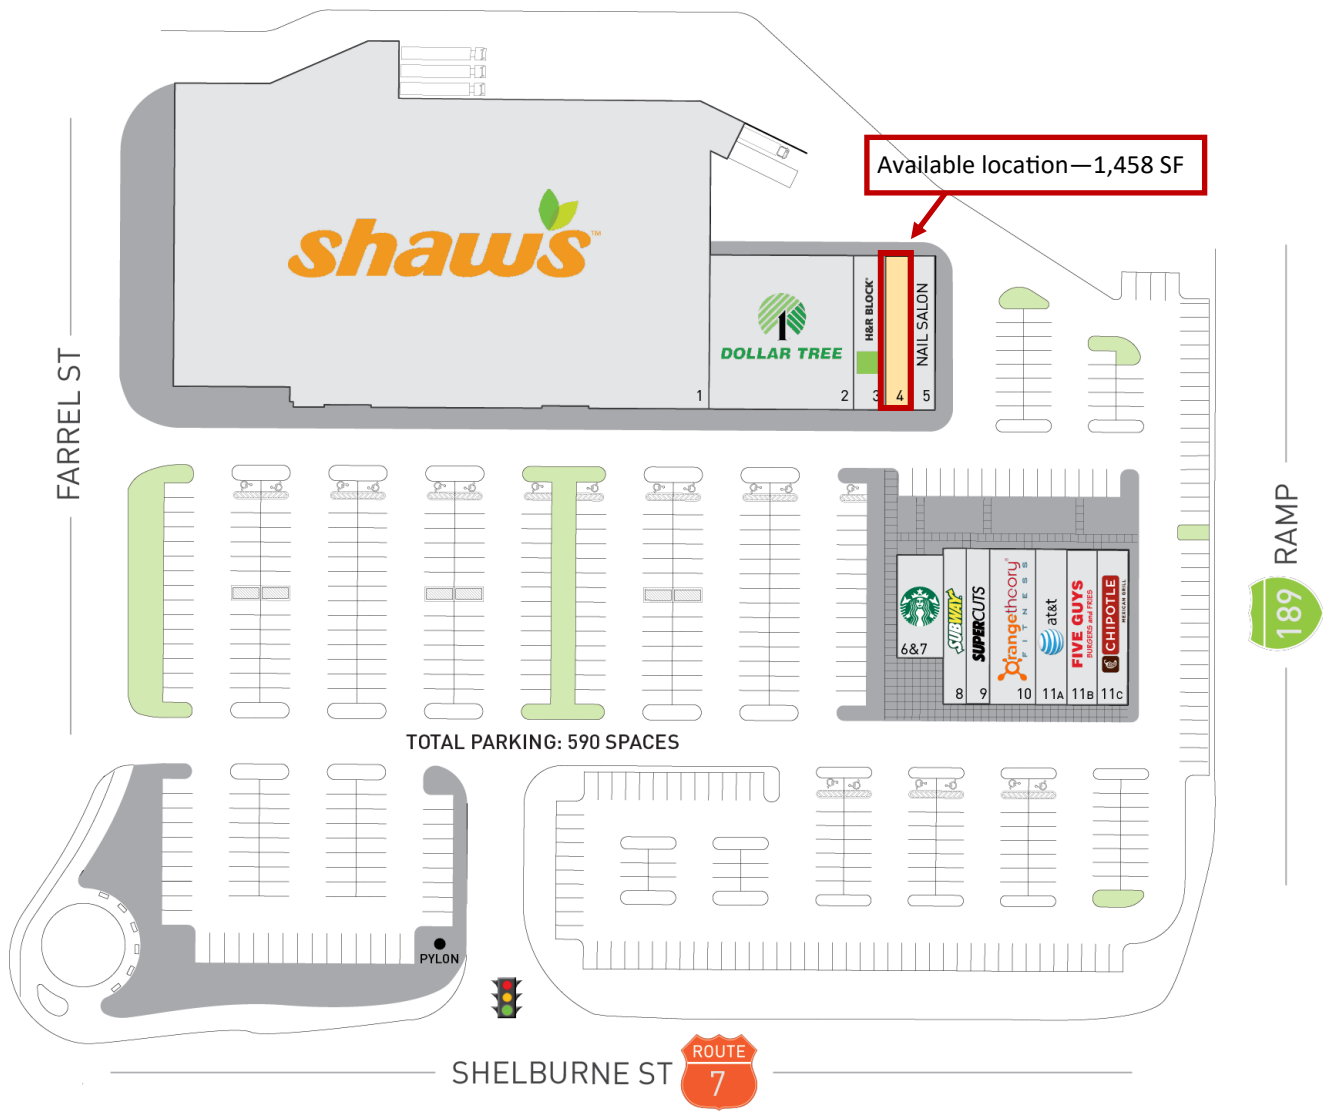 Available location—1,458 SF
shaw's™
DOLLAR TREE
H&R BLOCK®
NAIL SALON
1
2
3
4
5
FARREL ST
RAMP
189
6&7
SUBWAY
SUPERCUTS
Orangetheory®
FITNESS
at&t
FIVE GUYS
BURGERS and FRIES
CHIPOTLE
MEXICAN GRILL
8
9
10
11A
11B
11C
TOTAL PARKING: 590 SPACES
PYLON
SHELBURNE ST
ROUTE
7